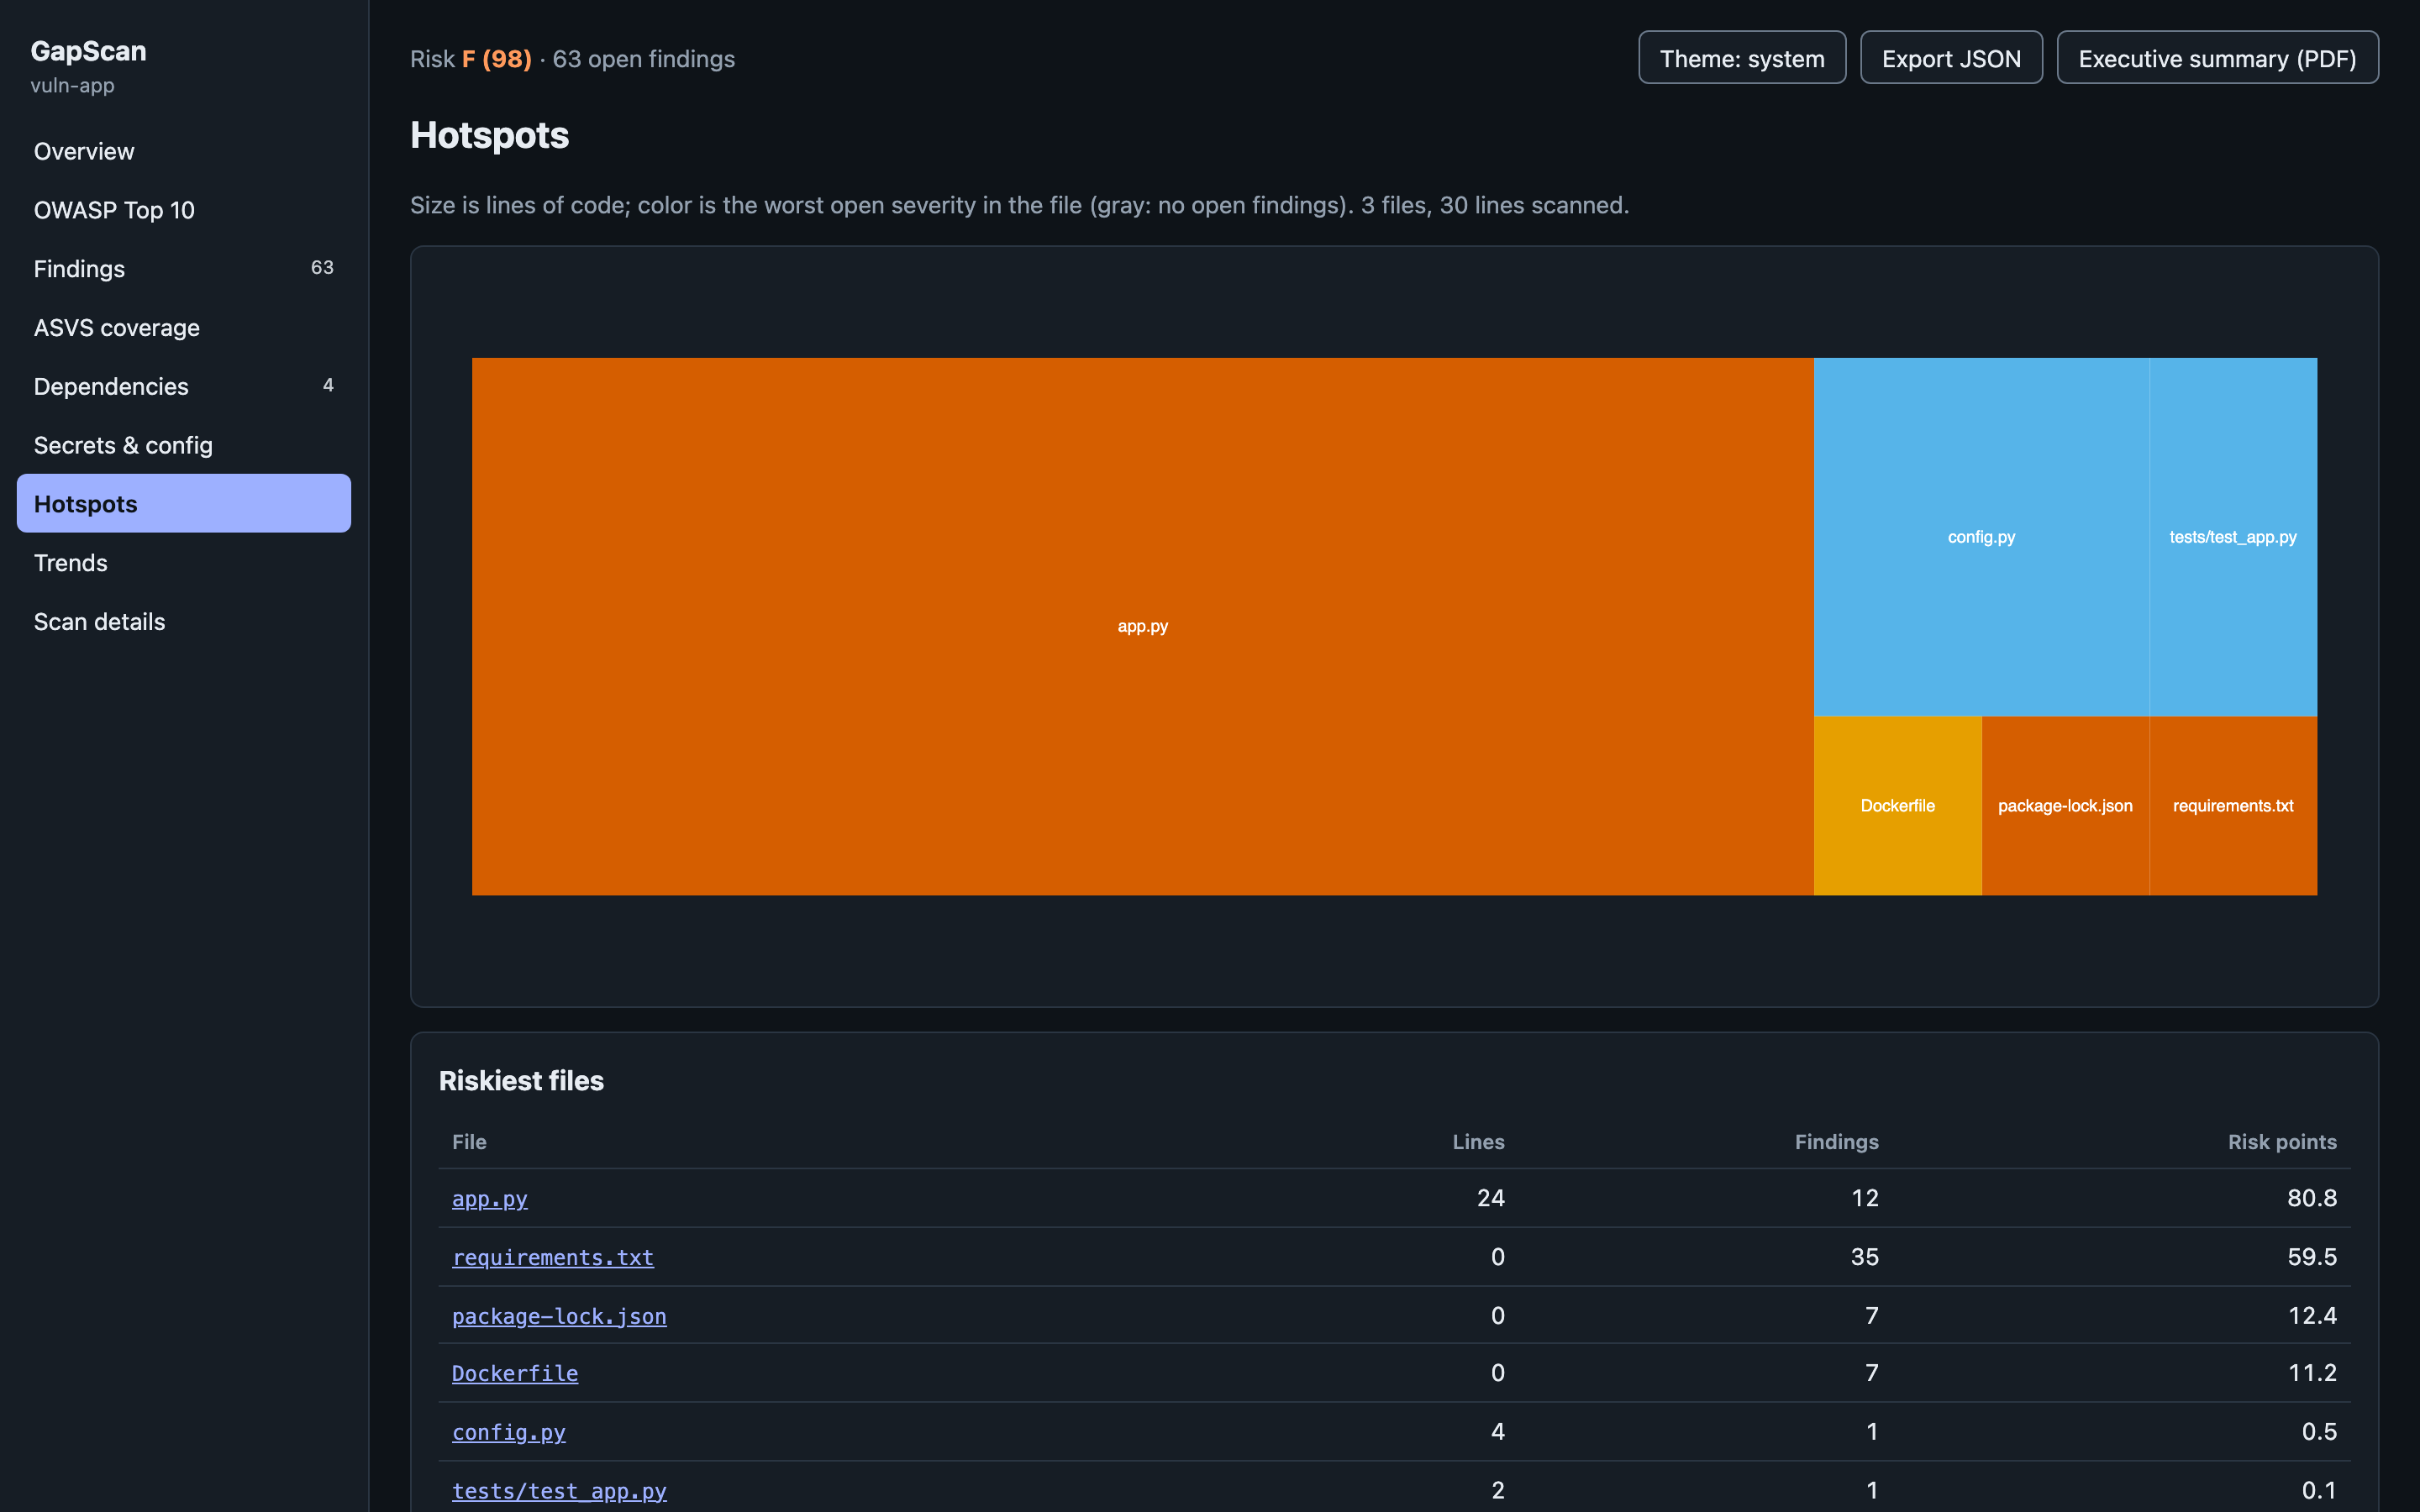 GapScan
vuln-app
Overview
OWASP Top 10
Findings 63
ASVS coverage
Dependencies 4
Secrets & config
Hotspots
Trends
Scan details
Risk F (98) · 63 open findings
Theme: system
Export JSON
Executive summary (PDF)
Hotspots
Size is lines of code; color is the worst open severity in the file (gray: no open findings). 3 files, 30 lines scanned.
app.py
config.py
tests/test_app.py
Dockerfile
package-lock.json
requirements.txt
Riskiest files
File Lines Findings Risk points
app.py 24 12 80.8
requirements.txt 0 35 59.5
package-lock.json 0 7 12.4
Dockerfile 0 7 11.2
config.py 4 1 0.5
tests/test_app.py 2 1 0.1